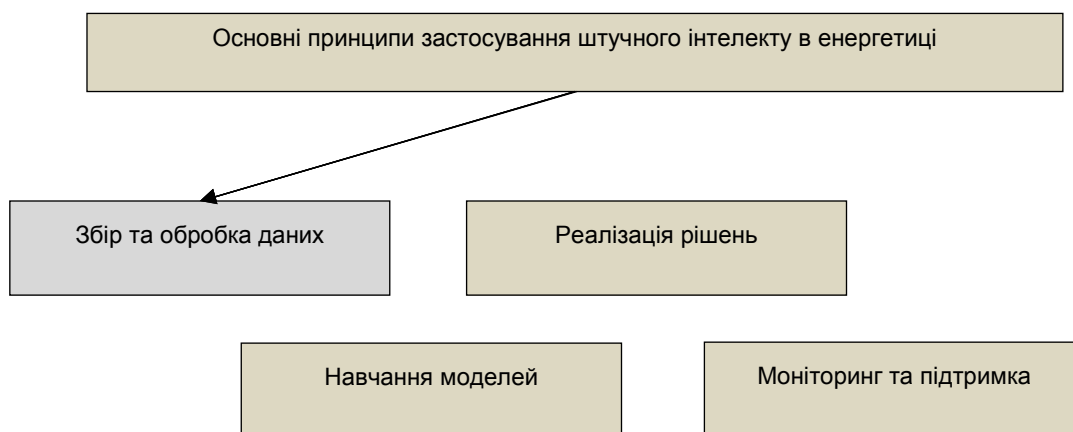 Основні принципи застосування штучного інтелекту в енергетиці
Збір та обробка даних
Реалізація рішень
Навчання моделей
Моніторинг та підтримка